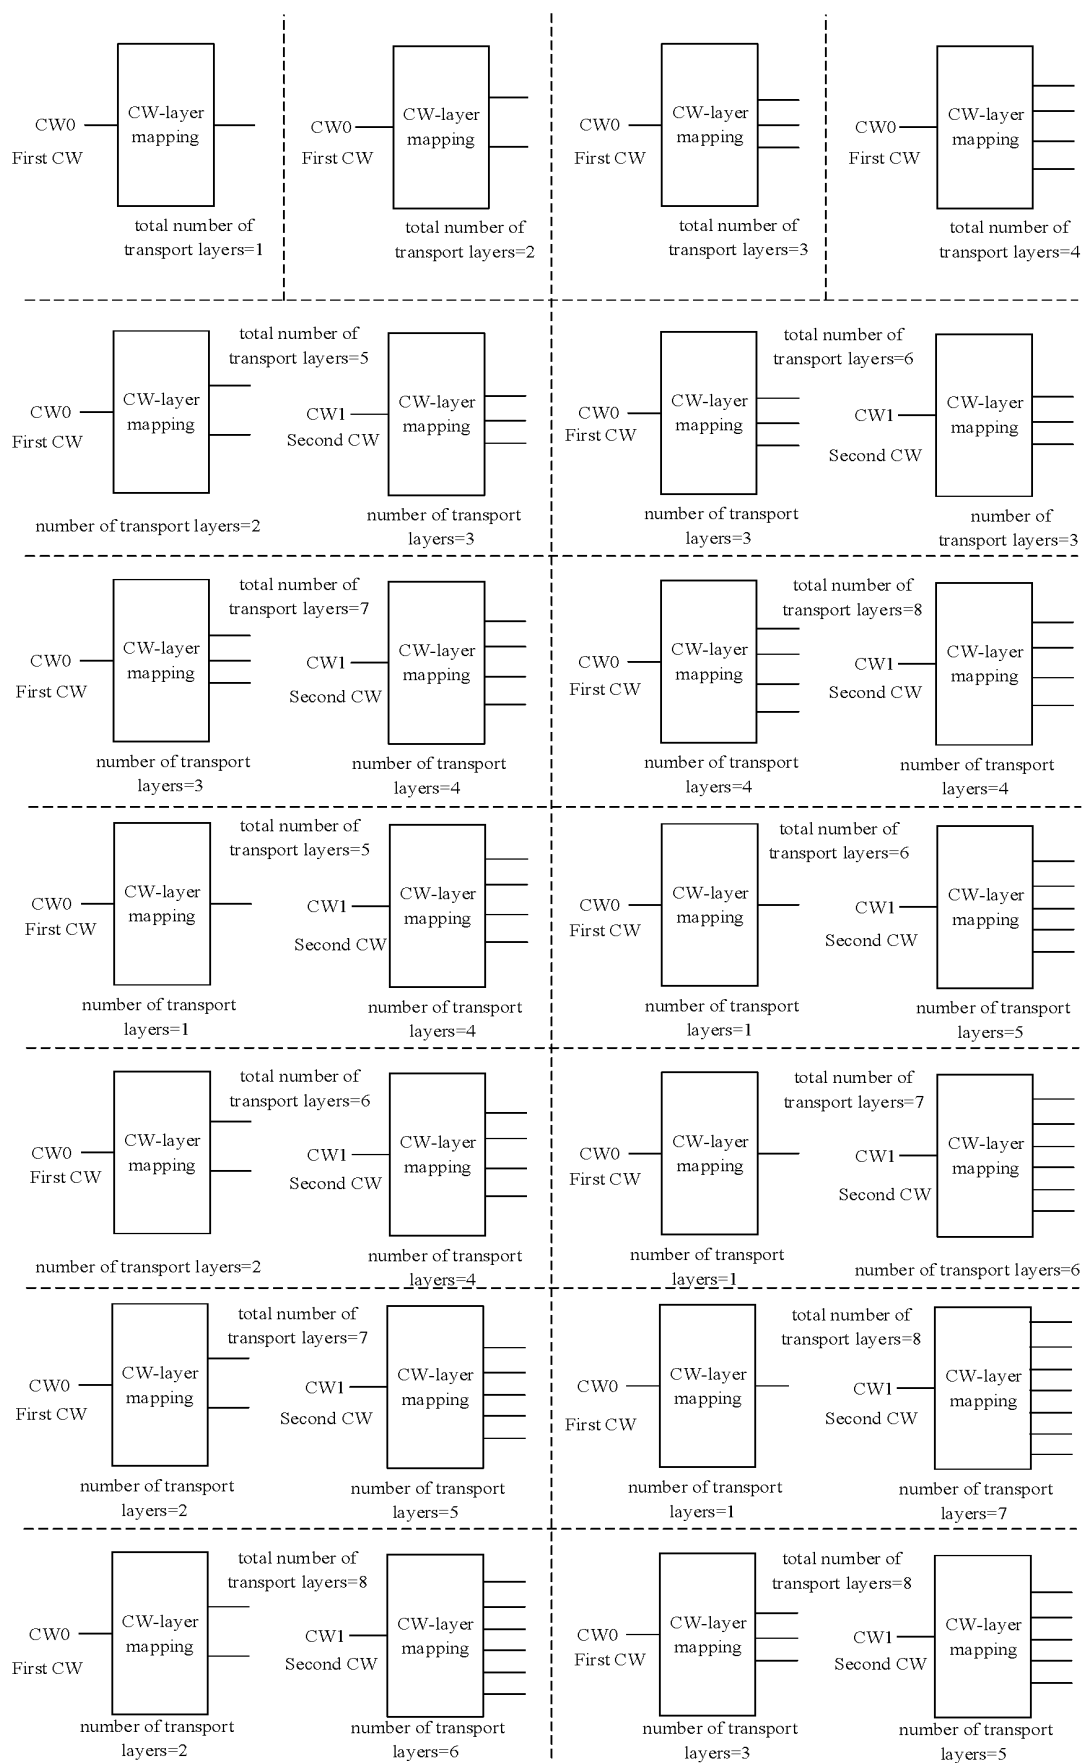 CW0
First CW
CW-layer
mapping
total number of
transport layers=1
CW0
First CW
CW-layer
mapping
total number of
transport layers=2
CW0
First CW
CW-layer
mapping
total number of
transport layers=3
CW0
First CW
CW-layer
mapping
total number of
transport layers=4
total number of
transport layers=5
CW0
First CW
CW-layer
mapping
number of transport layers=2
CW1
Second CW
CW-layer
mapping
number of transport
layers=3
total number of
transport layers=6
CW0
First CW
CW-layer
mapping
number of transport
layers=3
CW1
Second CW
CW-layer
mapping
number of
transport layers=3
total number of
transport layers=7
CW0
First CW
CW-layer
mapping
number of transport
layers=3
CW1
Second CW
CW-layer
mapping
number of transport
layers=4
total number of
transport layers=8
CW0
First CW
CW-layer
mapping
number of transport
layers=4
CW1
Second CW
CW-layer
mapping
number of transport
layers=4
total number of
transport layers=5
CW0
First CW
CW-layer
mapping
number of transport
layers=1
CW1
Second CW
CW-layer
mapping
number of transport
layers=4
total number of
transport layers=6
CW0
First CW
CW-layer
mapping
number of transport
layers=1
CW1
Second CW
CW-layer
mapping
number of transport
layers=5
total number of
transport layers=6
CW0
First CW
CW-layer
mapping
number of transport layers=2
CW1
Second CW
CW-layer
mapping
number of transport
layers=4
total number of
transport layers=7
CW0
First CW
CW-layer
mapping
number of transport
layers=1
CW1
Second CW
CW-layer
mapping
number of transport layers=6
total number of
transport layers=7
CW0
First CW
CW-layer
mapping
number of transport
layers=2
CW1
Second CW
CW-layer
mapping
number of transport
layers=5
total number of
transport layers=8
CW0
First CW
CW-layer
mapping
number of transport
layers=1
CW1
Second CW
CW-layer
mapping
number of transport
layers=7
total number of
transport layers=8
CW0
First CW
CW-layer
mapping
number of transport
layers=2
CW1
Second CW
CW-layer
mapping
number of transport
layers=6
total number of
transport layers=8
CW0
First CW
CW-layer
mapping
number of transport
layers=3
CW1
Second CW
CW-layer
mapping
number of transport
layers=5